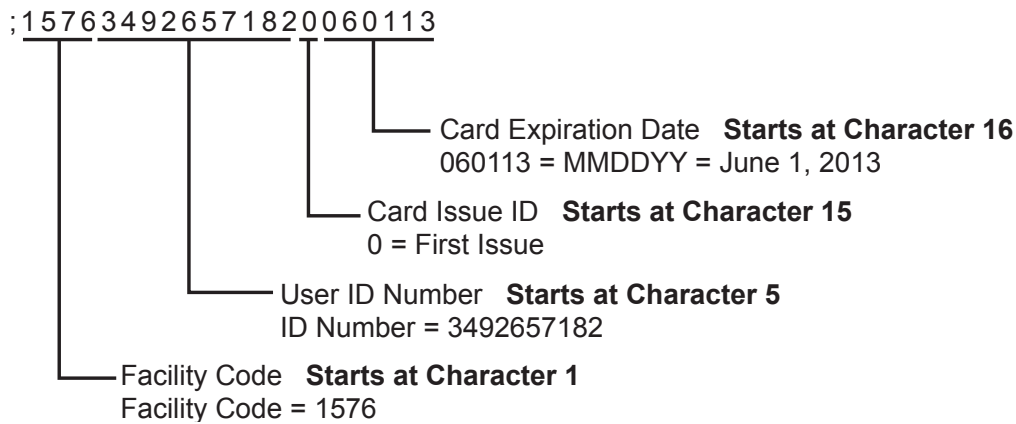 ;157634926571820060113
Card Expiration Date Starts at Character 16
060113 = MMDDYY = June 1, 2013
Card Issue ID Starts at Character 15
0 = First Issue
User ID Number Starts at Character 5
ID Number = 3492657182
Facility Code Starts at Character 1
Facility Code = 1576